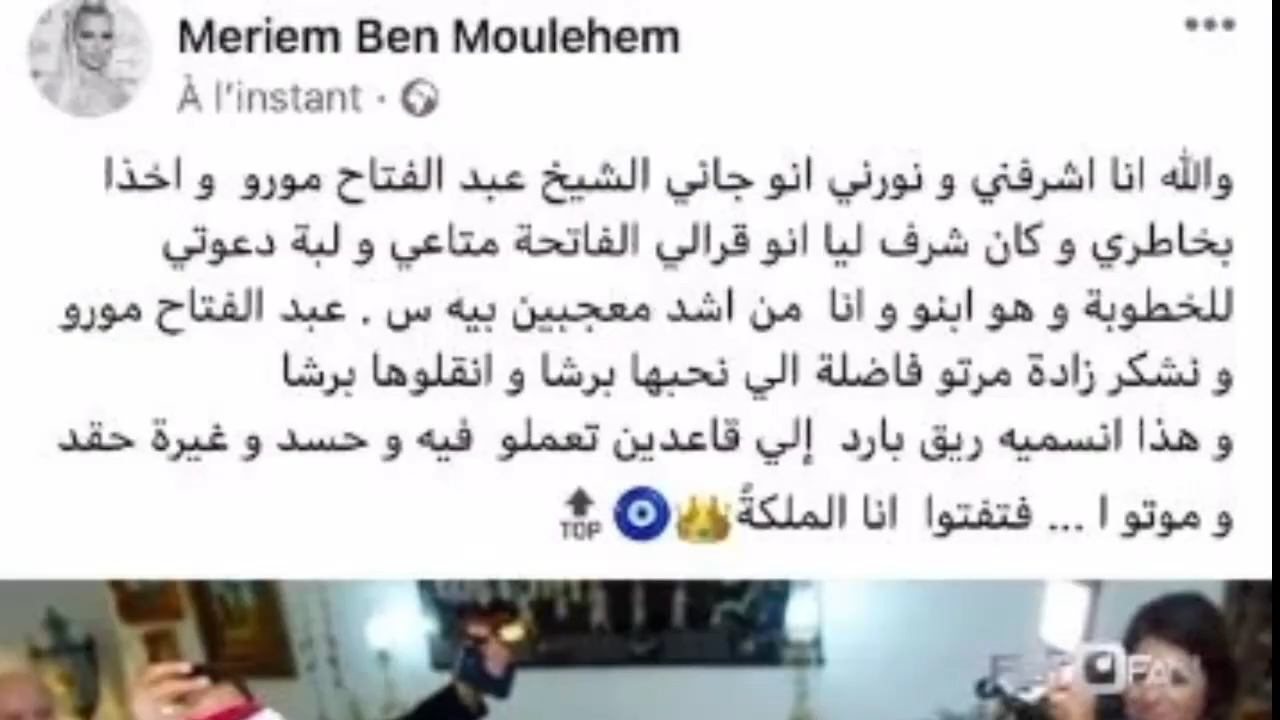 Meriem Ben Moulehem
À l'instant ·
والله انا اشرفني و نورني انو جاني الشيخ عبد الفتاح مورو و اخذا
بخاطري و كان شرف ليا انو قرالي الفاتحة متاعي و لبة دعوتي
للخطوبة و هو ابنو و انا من اشد معجبين بيه س . عبد الفتاح مورو
و نشكر زادة مرتو فاضلة الي نحبها برشا و انقلوها برشا
و هذا انسميه ريق بارد إلي قاعدين تعملو فيه و حسد و غيرة حقد
و موتو ا ... فتفتوا انا الملكةً👑🧿🔝
FAN